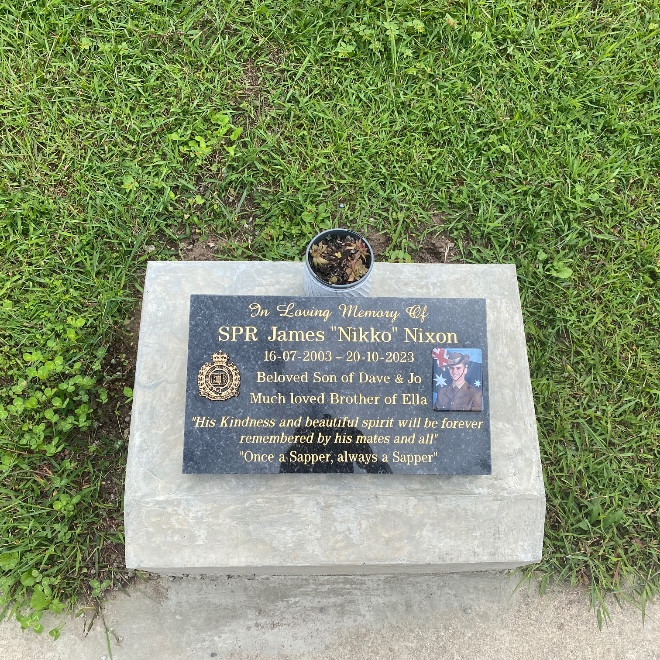 In Loving Memory Of
SPR James "Nikko" Nixon
16-07-2003 ~ 20-10-2023
Beloved Son of Dave & Jo
Much loved Brother of Ella
"His Kindness and beautiful spirit will be forever
remembered by his mates and all"
"Once a Sapper, always a Sapper"